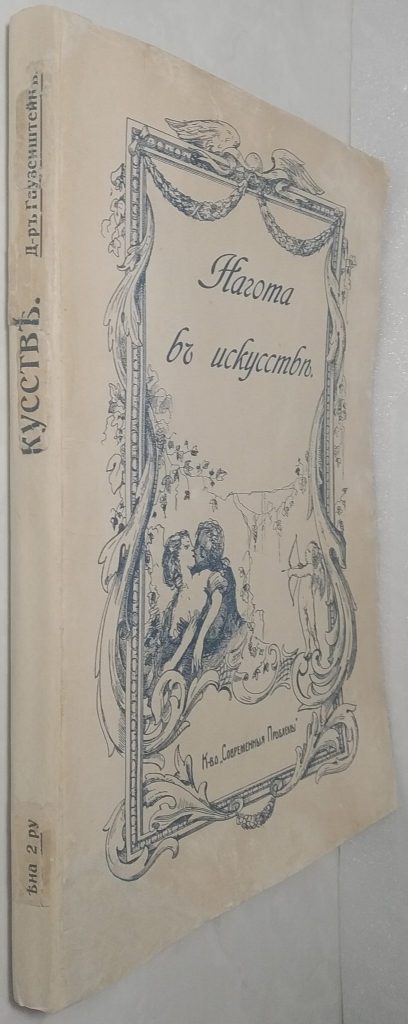 Нагота
въ искусствѣ.
К-во „Современныя Проблемы"
Д-ръ Гаузенштейнъ.
кусствѣ.
ѣна 2 ру